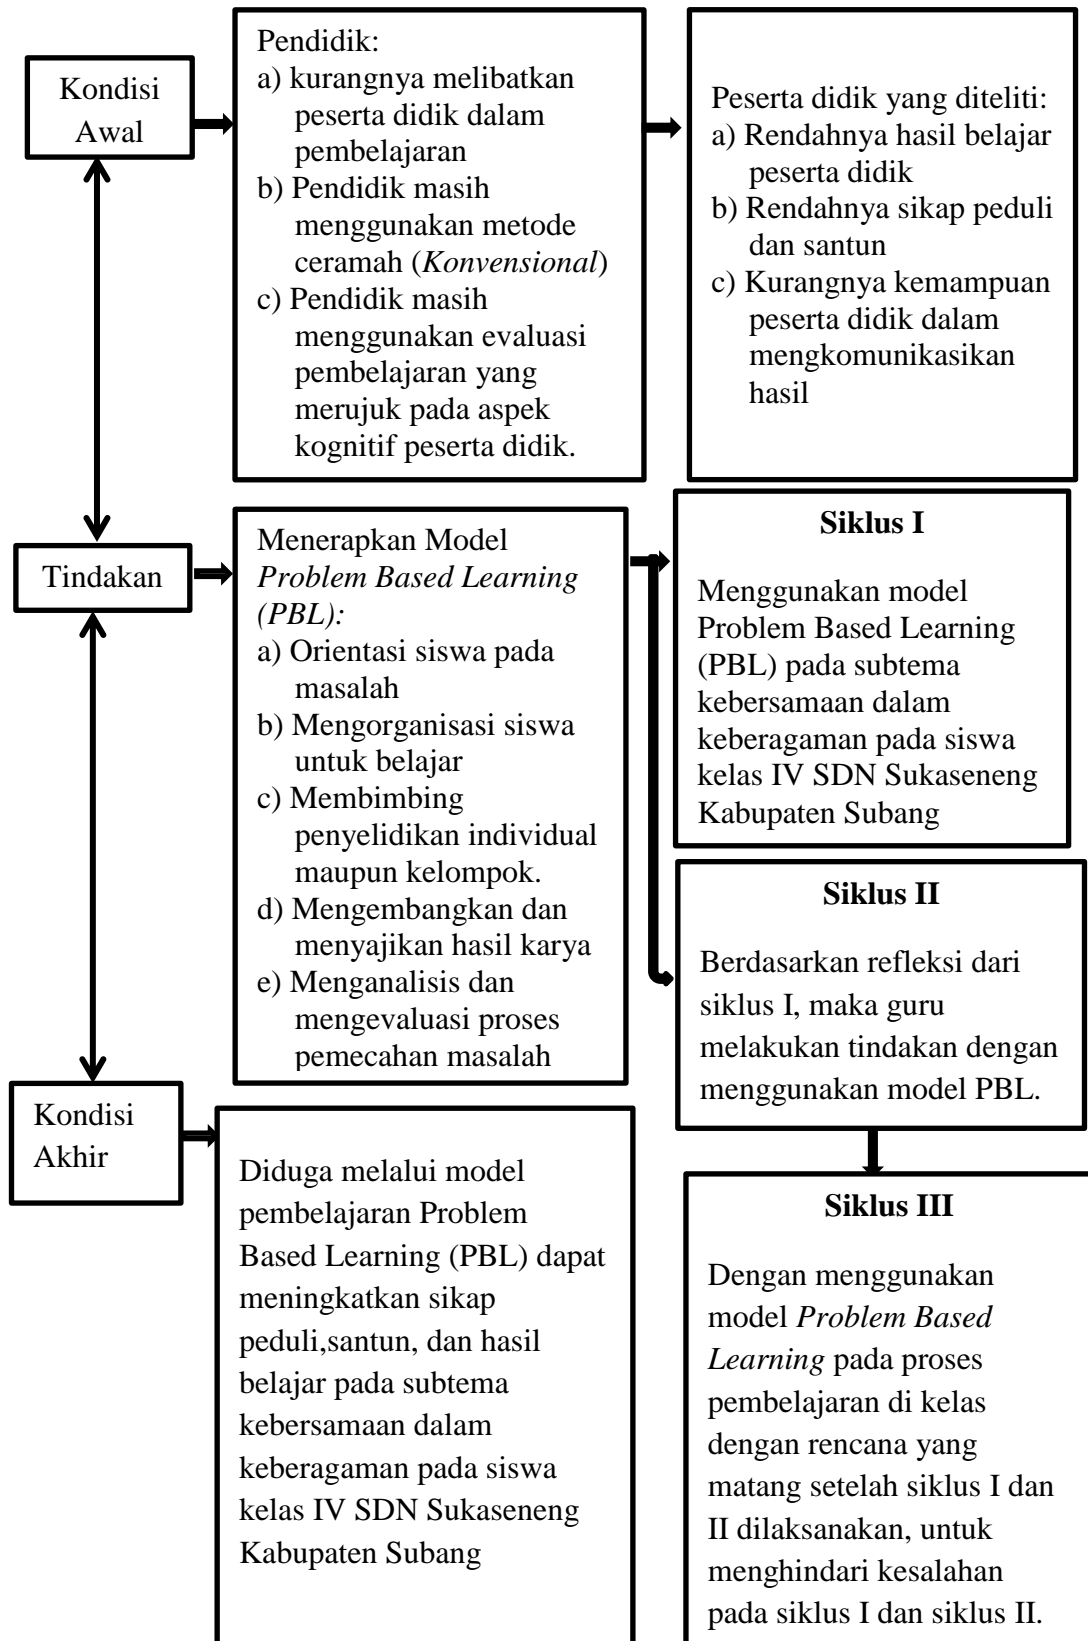 Kondisi
Awal
Pendidik:
a) kurangnya melibatkan
peserta didik dalam
pembelajaran
b) Pendidik masih
menggunakan metode
ceramah (Konvensional)
c) Pendidik masih
menggunakan evaluasi
pembelajaran yang
merujuk pada aspek
kognitif peserta didik.
Peserta didik yang diteliti:
a) Rendahnya hasil belajar
peserta didik
b) Rendahnya sikap peduli
dan santun
c) Kurangnya kemampuan
peserta didik dalam
mengkomunikasikan
hasil
Tindakan
Menerapkan Model
Problem Based Learning
(PBL):
a) Orientasi siswa pada
masalah
b) Mengorganisasi siswa
untuk belajar
c) Membimbing
penyelidikan individual
maupun kelompok.
d) Mengembangkan dan
menyajikan hasil karya
e) Menganalisis dan
mengevaluasi proses
pemecahan masalah
Siklus I
Menggunakan model
Problem Based Learning
(PBL) pada subtema
kebersamaan dalam
keberagaman pada siswa
kelas IV SDN Sukaseneng
Kabupaten Subang
Siklus II
Berdasarkan refleksi dari
siklus I, maka guru
melakukan tindakan dengan
menggunakan model PBL.
Kondisi
Akhir
Diduga melalui model
pembelajaran Problem
Based Learning (PBL) dapat
meningkatkan sikap
peduli,santun, dan hasil
belajar pada subtema
kebersamaan dalam
keberagaman pada siswa
kelas IV SDN Sukaseneng
Kabupaten Subang
Siklus III
Dengan menggunakan
model Problem Based
Learning pada proses
pembelajaran di kelas
dengan rencana yang
matang setelah siklus I dan
II dilaksanakan, untuk
menghindari kesalahan
pada siklus I dan siklus II.